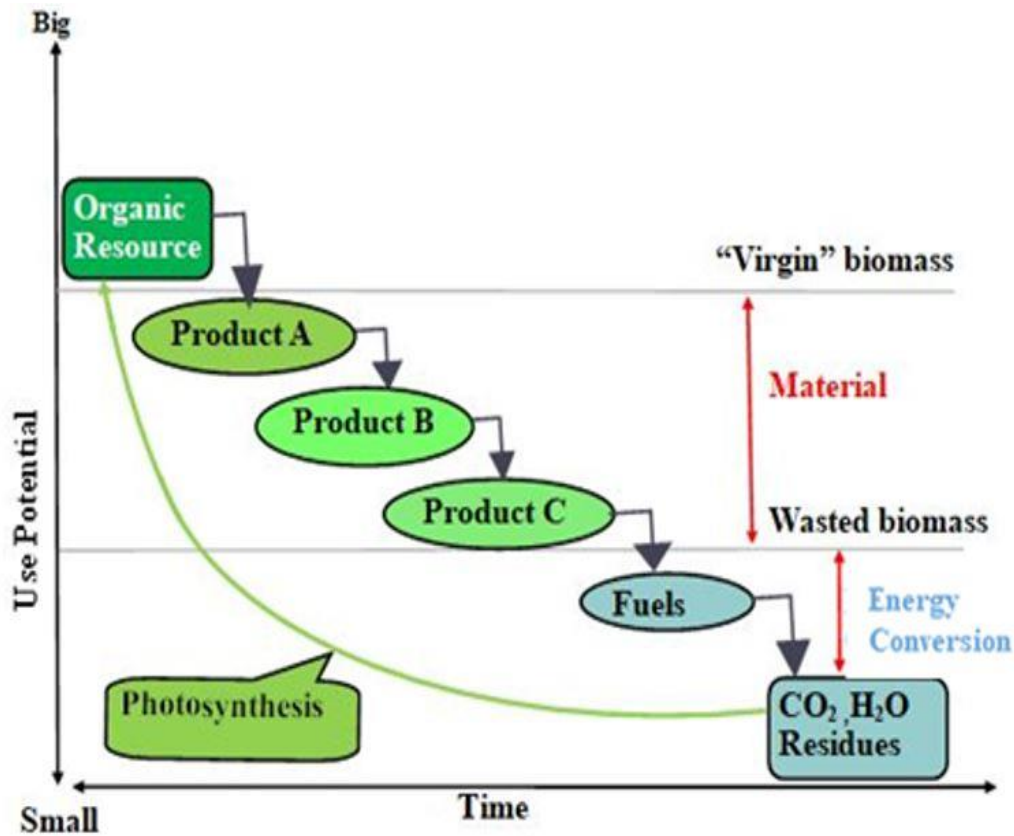 Big
Organic
Resource
“Virgin” biomass
Product A
Material
Product B
Product C
Wasted biomass
Use Potential
Fuels
Energy
Conversion
Photosynthesis
CO₂ ,H₂O
Residues
Time
Small